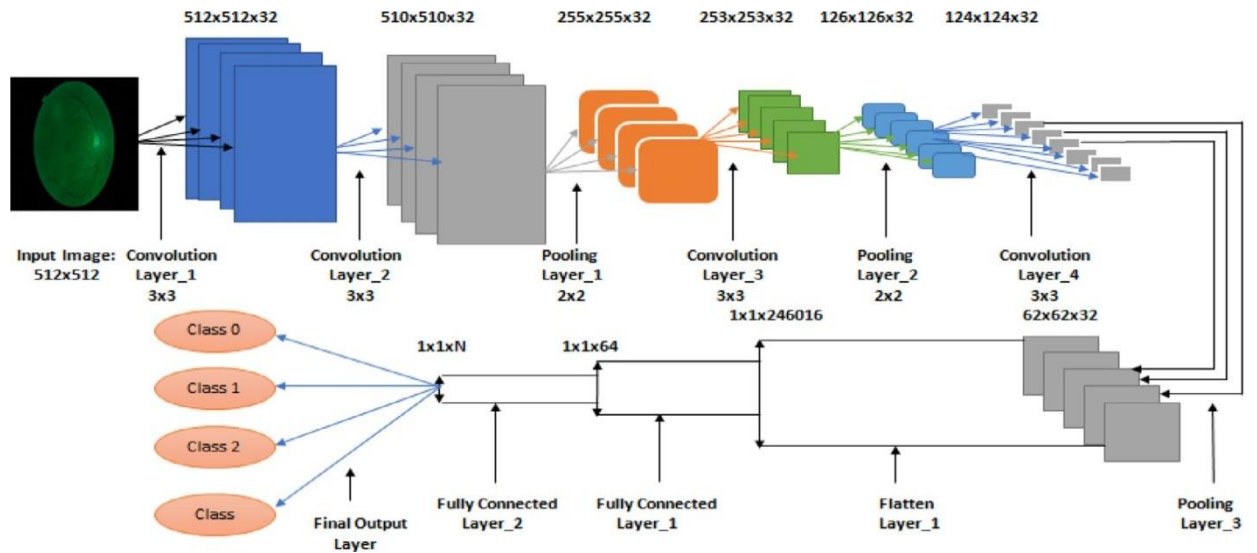 512x512x32
510x510x32
255x255x32
253x253x32
126x126x32
124x124x32
Input Image:
512x512
Convolution
Layer_1
3x3
Convolution
Layer_2
3x3
Pooling
Layer_1
2x2
Convolution
Layer_3
3x3
Pooling
Layer_2
2x2
Convolution
Layer_4
3x3
1x1xN
1x1x64
1x1x246016
62x62x32
Class 0
Class 1
Class 2
Class
Final Output
Layer
Fully Connected
Layer_2
Fully Connected
Layer_1
Flatten
Layer_1
Pooling
Layer_3